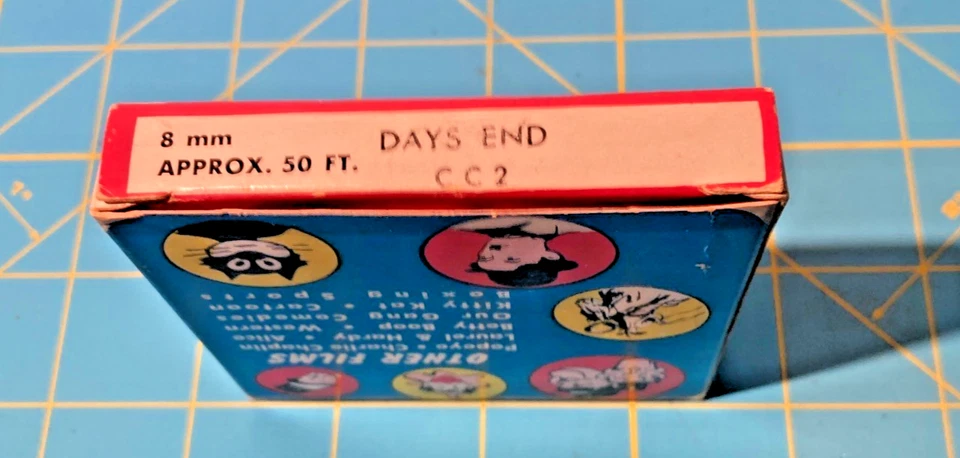 8 mm
APPROX. 50 FT.
DAYS END
CC2
OTHER FILMS
Popeye • Charlie Chaplin
Laurel & Hardy • Alice
Betty Boop • Western
Our Gang Comedies
Kitty Kat • Cartoon
Boxing Sports